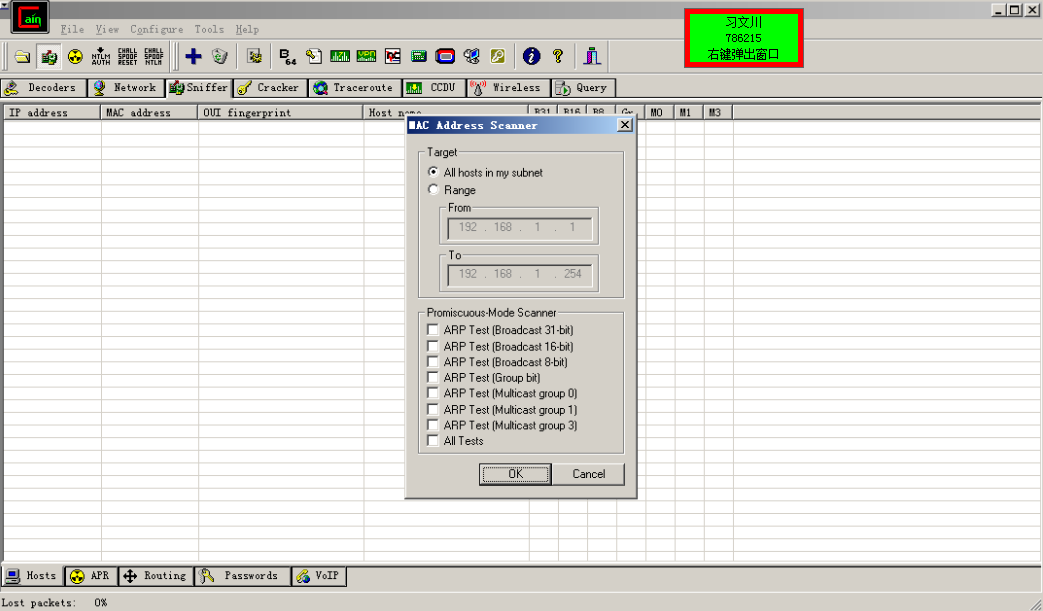 Cain
File View Configure Tools Help
NTLM AUTH
CHALL SPOOF RESET
CHALL SPOOF NTLM
B64
习文川
786215
右键弹出窗口
Decoders Network Sniffer Cracker Traceroute CCDU Wireless Query
IP address MAC address OUI fingerprint Host name B31 B16 B8 Gr M0 M1 M3
MAC Address Scanner
Target
All hosts in my subnet
Range
From
192 . 168 . 1 . 1
To
192 . 168 . 1 . 254
Promiscuous-Mode Scanner
ARP Test (Broadcast 31-bit)
ARP Test (Broadcast 16-bit)
ARP Test (Broadcast 8-bit)
ARP Test (Group bit)
ARP Test (Multicast group 0)
ARP Test (Multicast group 1)
ARP Test (Multicast group 3)
All Tests
OK Cancel
Hosts APR Routing Passwords VoIP
Lost packets: 0%